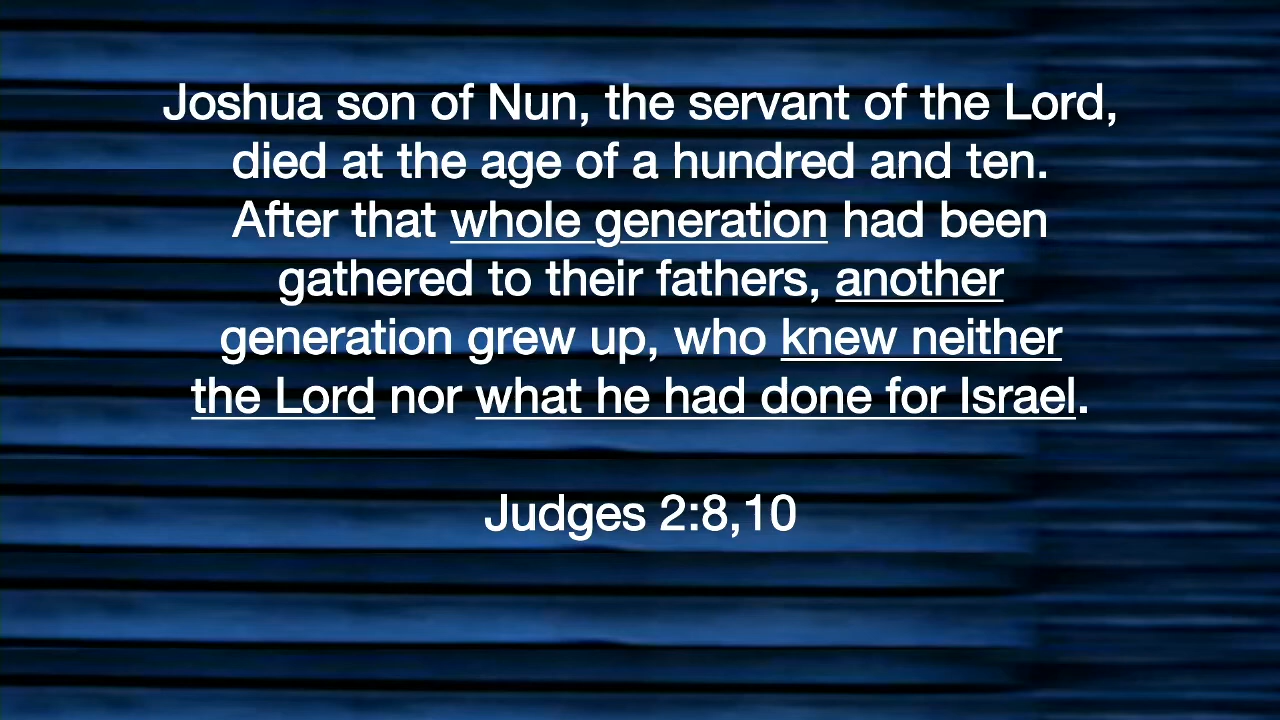 Joshua son of Nun, the servant of the Lord,
died at the age of a hundred and ten.
After that whole generation had been
gathered to their fathers, another
generation grew up, who knew neither
the Lord nor what he had done for Israel.
Judges 2:8,10